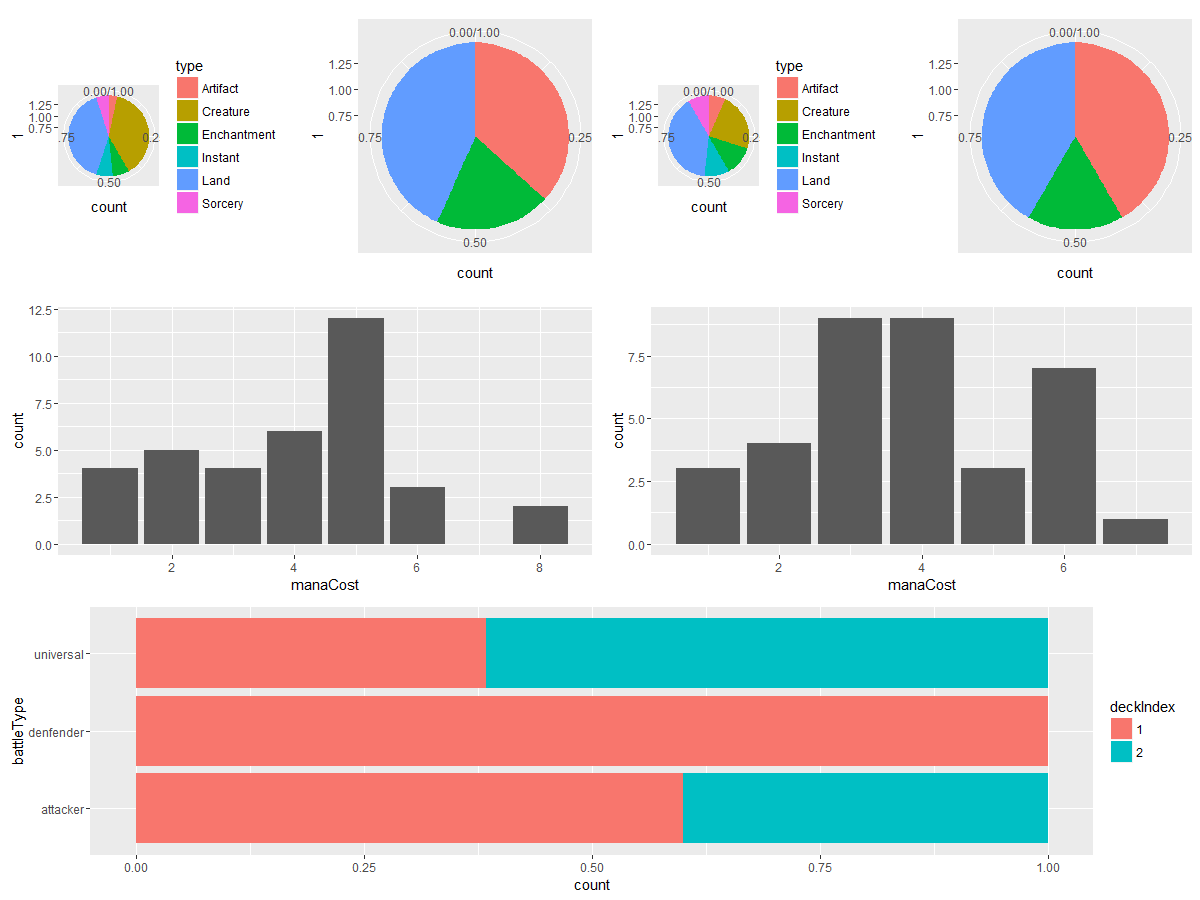 0.00/1.00
1.25
1.00
0.75
1
.75
0.2
0.50
count
type
Artifact
Creature
Enchantment
Instant
Land
Sorcery
0.00/1.00
1.25
1.00
0.75
1
0.75
0.25
0.50
count
0.00/1.00
1.25
1.00
0.75
1
.75
0.2
0.50
count
type
Artifact
Creature
Enchantment
Instant
Land
Sorcery
0.00/1.00
1.25
1.00
0.75
1
0.75
0.25
0.50
count
12.5
10.0
7.5
5.0
2.5
0.0
count
2 4 6 8
manaCost
7.5
5.0
2.5
0.0
count
2 4 6
manaCost
universal
denfender
attacker
battleType
0.00 0.25 0.50 0.75 1.00
count
deckIndex
1
2